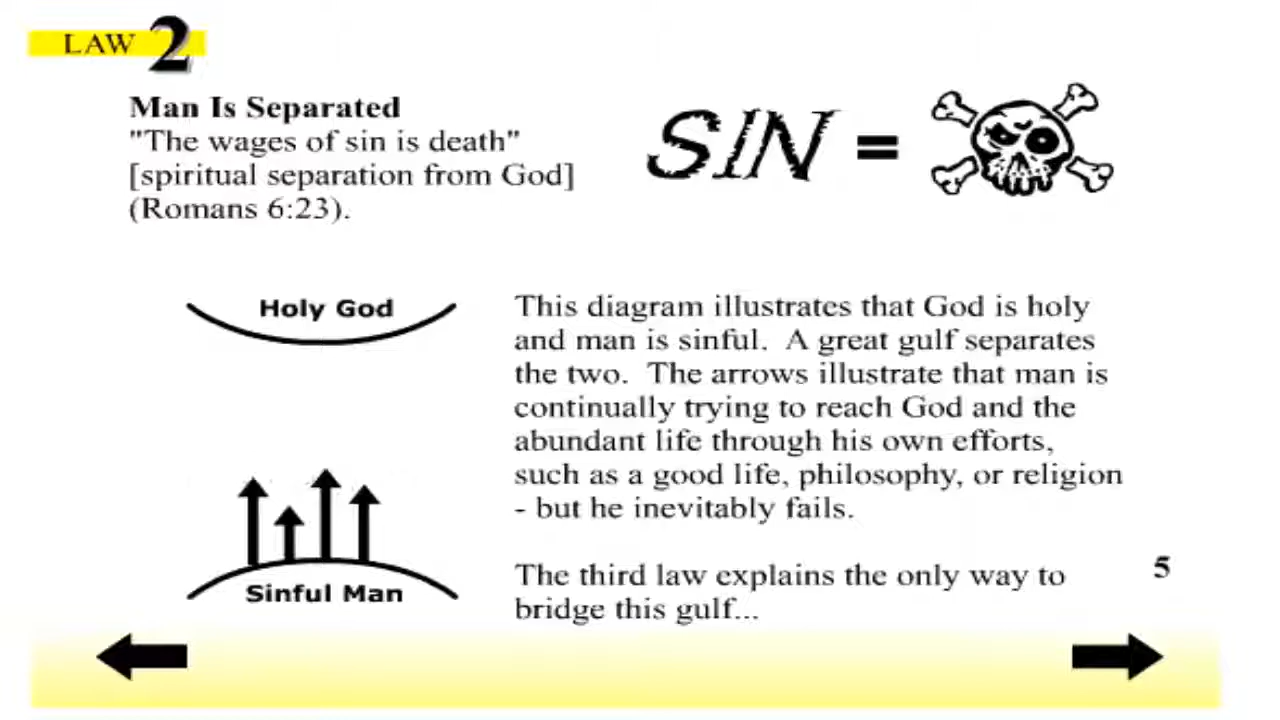 LAW 2
Man Is Separated
"The wages of sin is death"
[spiritual separation from God]
(Romans 6:23).
SIN =
Holy God
This diagram illustrates that God is holy
and man is sinful.  A great gulf separates
the two.  The arrows illustrate that man is
continually trying to reach God and the
abundant life through his own efforts,
such as a good life, philosophy, or religion
- but he inevitably fails.
Sinful Man
The third law explains the only way to
bridge this gulf...
5